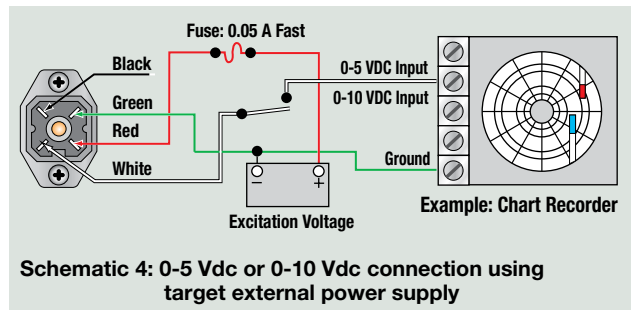 Fuse: 0.05 A Fast
Black
0-5 VDC Input
Green
0-10 VDC Input
Red
White
Ground
– +
Excitation Voltage
Example: Chart Recorder
Schematic 4: 0-5 Vdc or 0-10 Vdc connection using
target external power supply